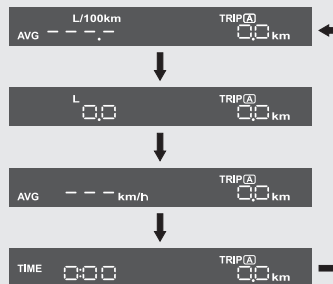 L/100km TRIP A
AVG - - - -.- 0.0 km
L TRIP A
0.0 0.0 km
TRIP A
AVG - - - km/h 0.0 km
TRIP A
TIME 0:00 0.0 km